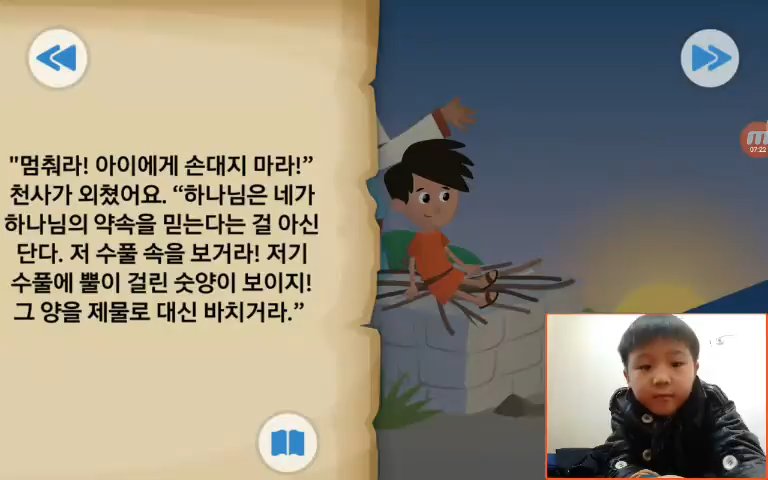 "멈춰라! 아이에게 손대지 마라!”
천사가 외쳤어요. “하나님은 네가
하나님의 약속을 믿는다는 걸 아신
단다. 저 수풀 속을 보거라! 저기
수풀에 뿔이 걸린 숫양이 보이지!
그 양을 제물로 대신 바치거라.”
07:22